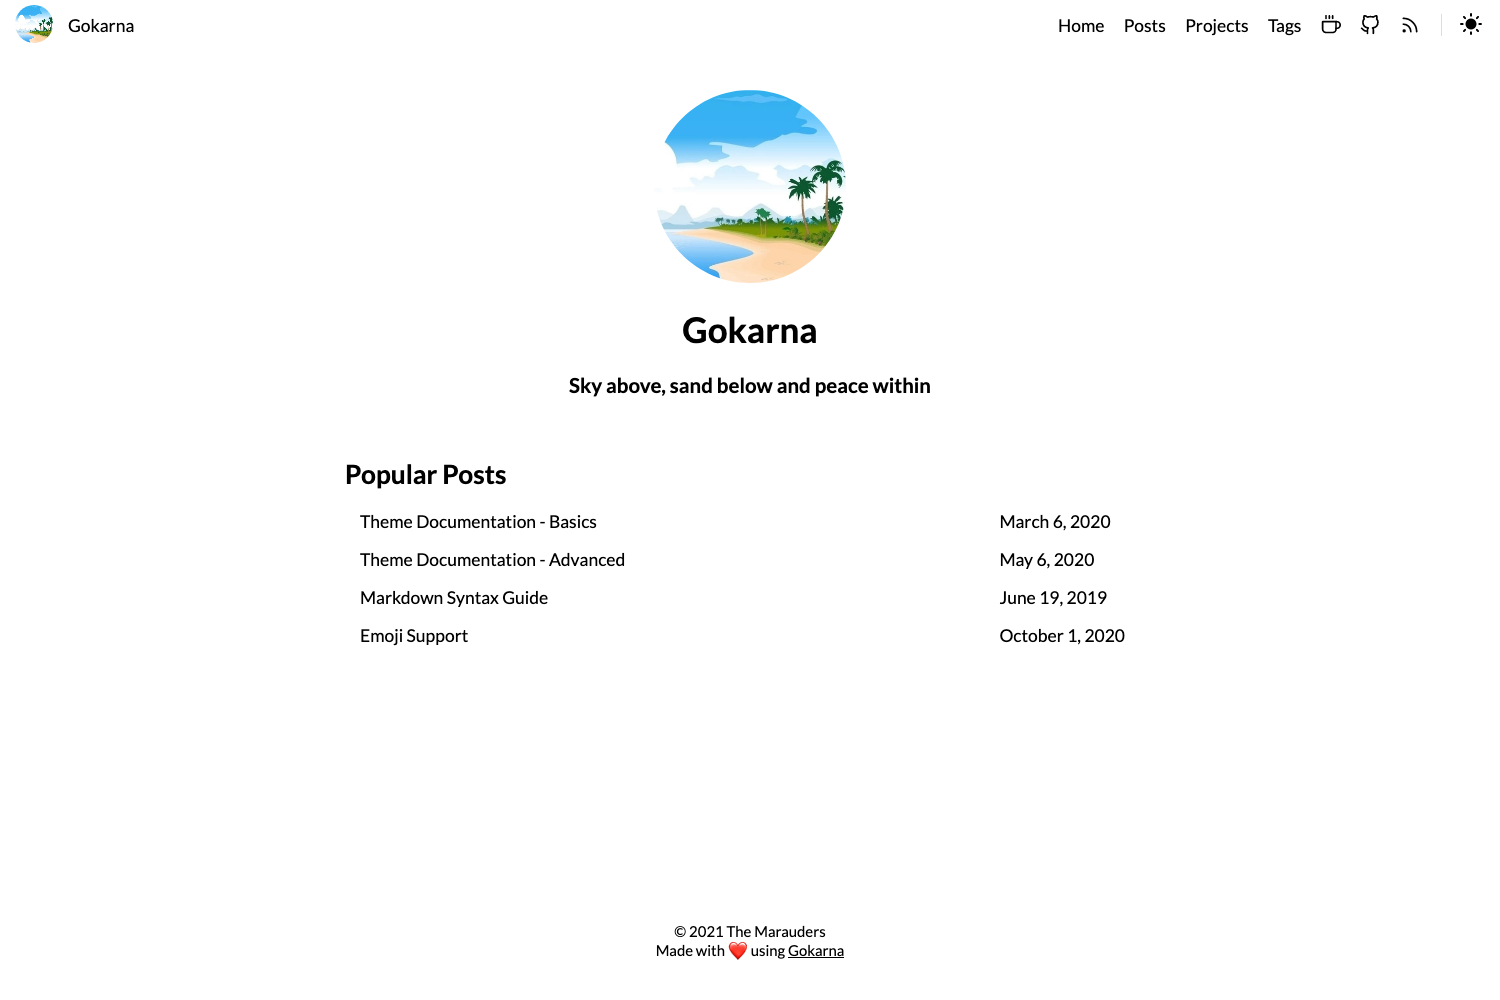 Gokarna
Home Posts Projects Tags
Gokarna
Sky above, sand below and peace within
Popular Posts
Theme Documentation - Basics March 6, 2020
Theme Documentation - Advanced May 6, 2020
Markdown Syntax Guide June 19, 2019
Emoji Support October 1, 2020
© 2021 The Marauders
Made with ❤️ using Gokarna